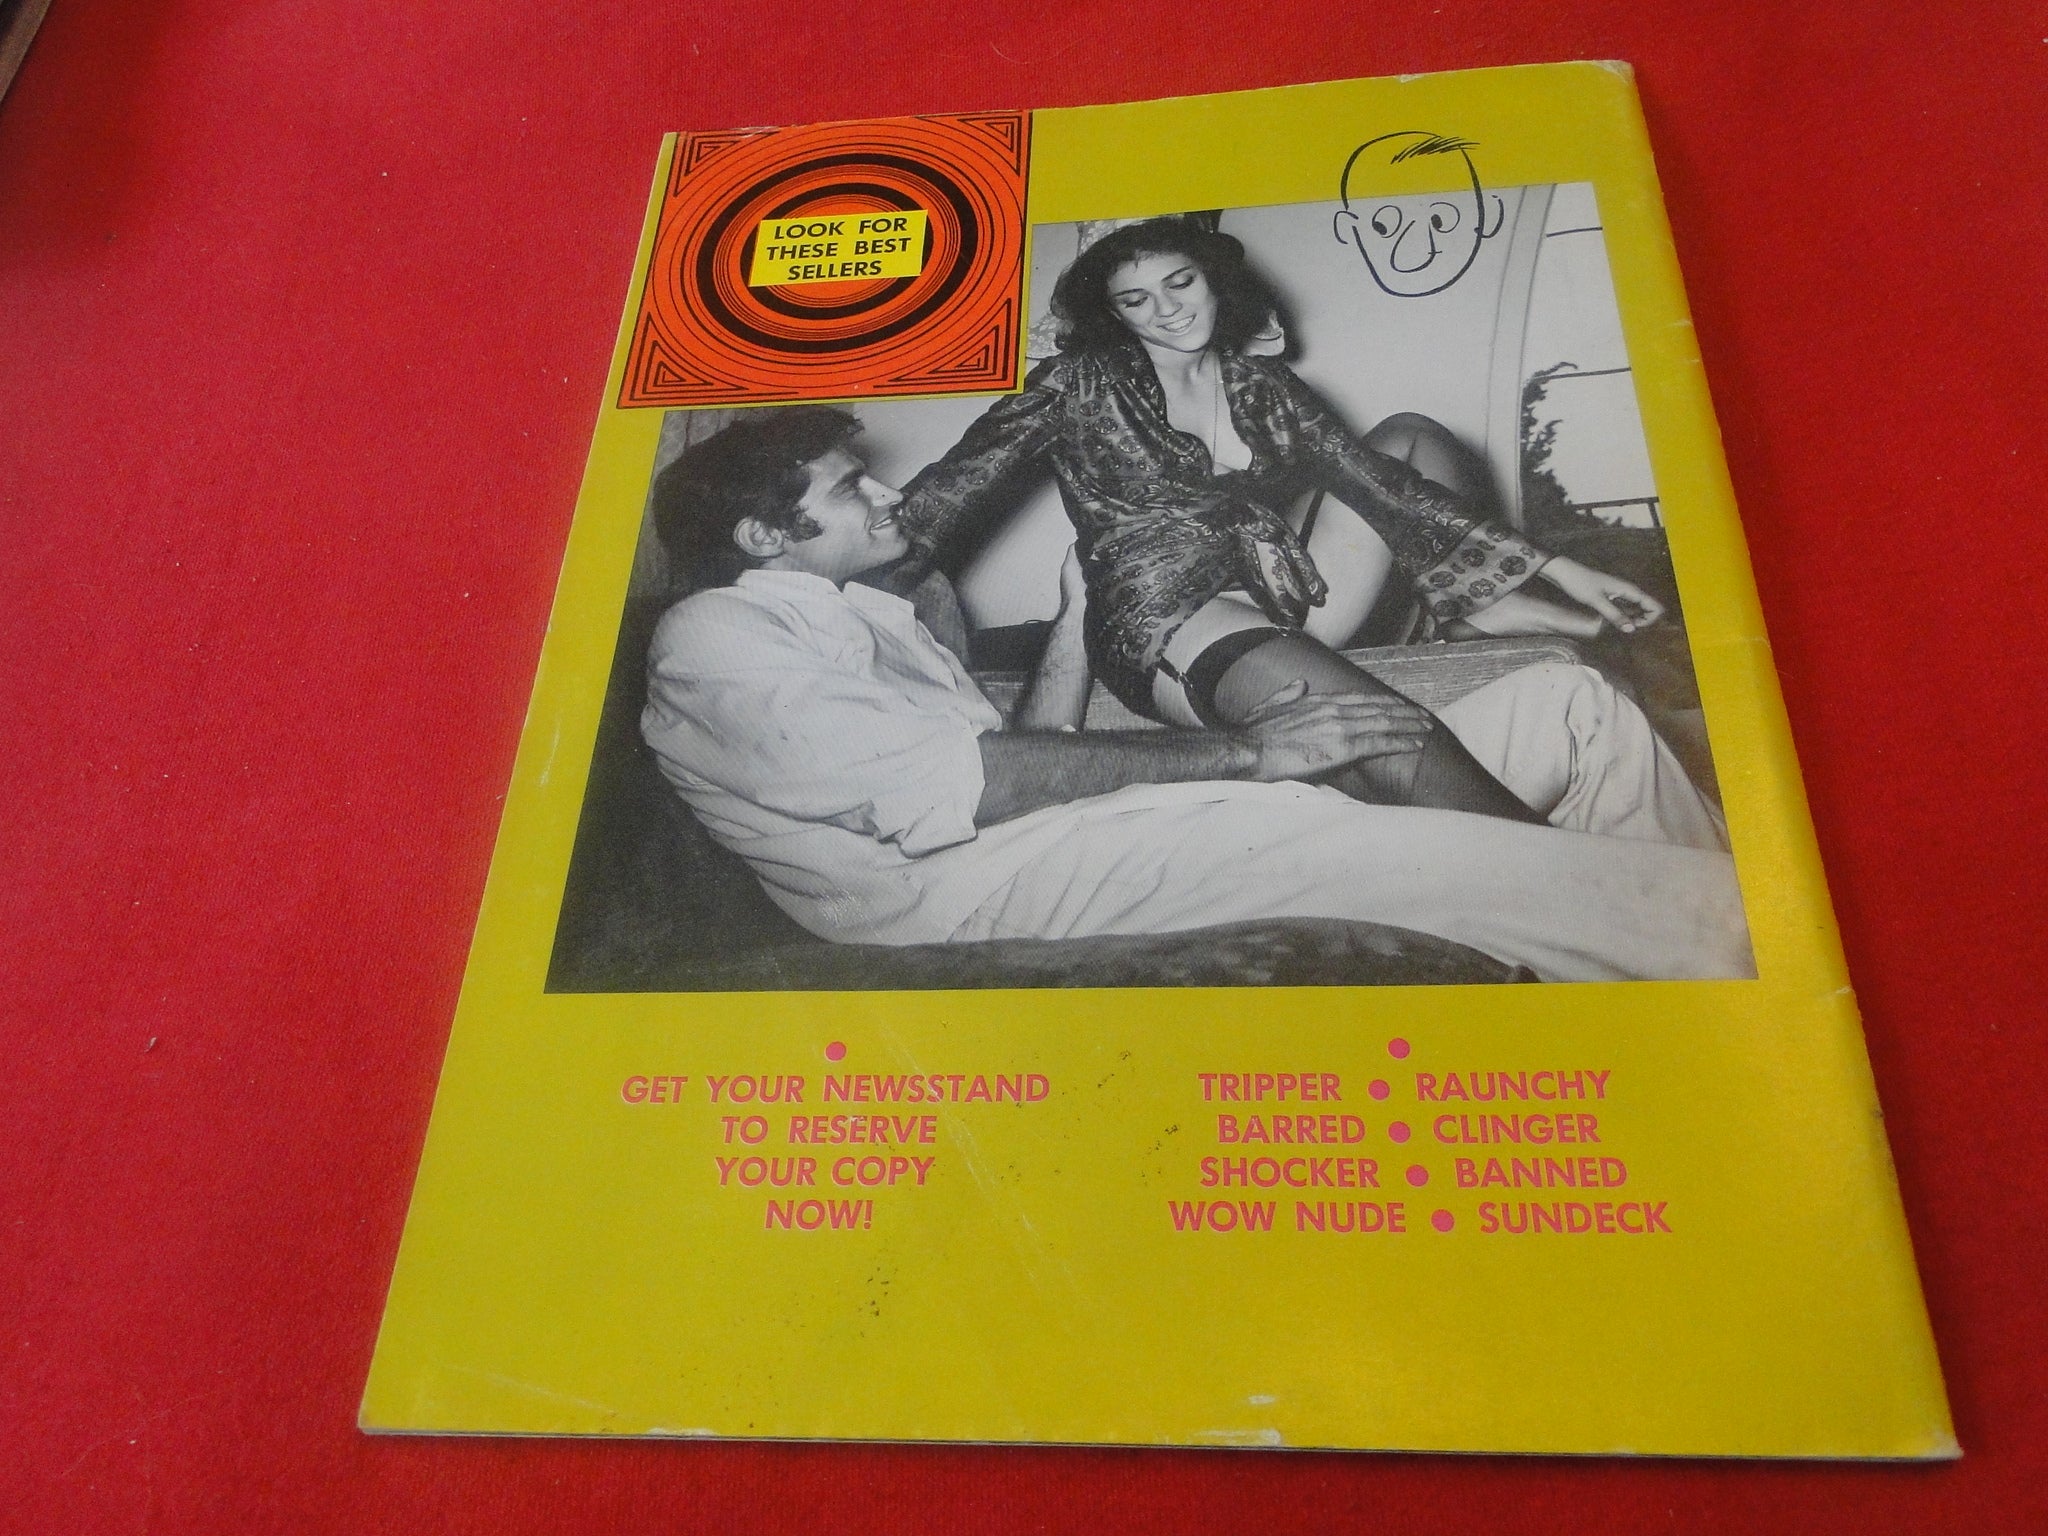 LOOK FOR
THESE BEST
SELLERS
•
GET YOUR NEWSSTAND
TO RESERVE
YOUR COPY
NOW!
•
TRIPPER • RAUNCHY
BARRED • CLINGER
SHOCKER • BANNED
WOW NUDE • SUNDECK